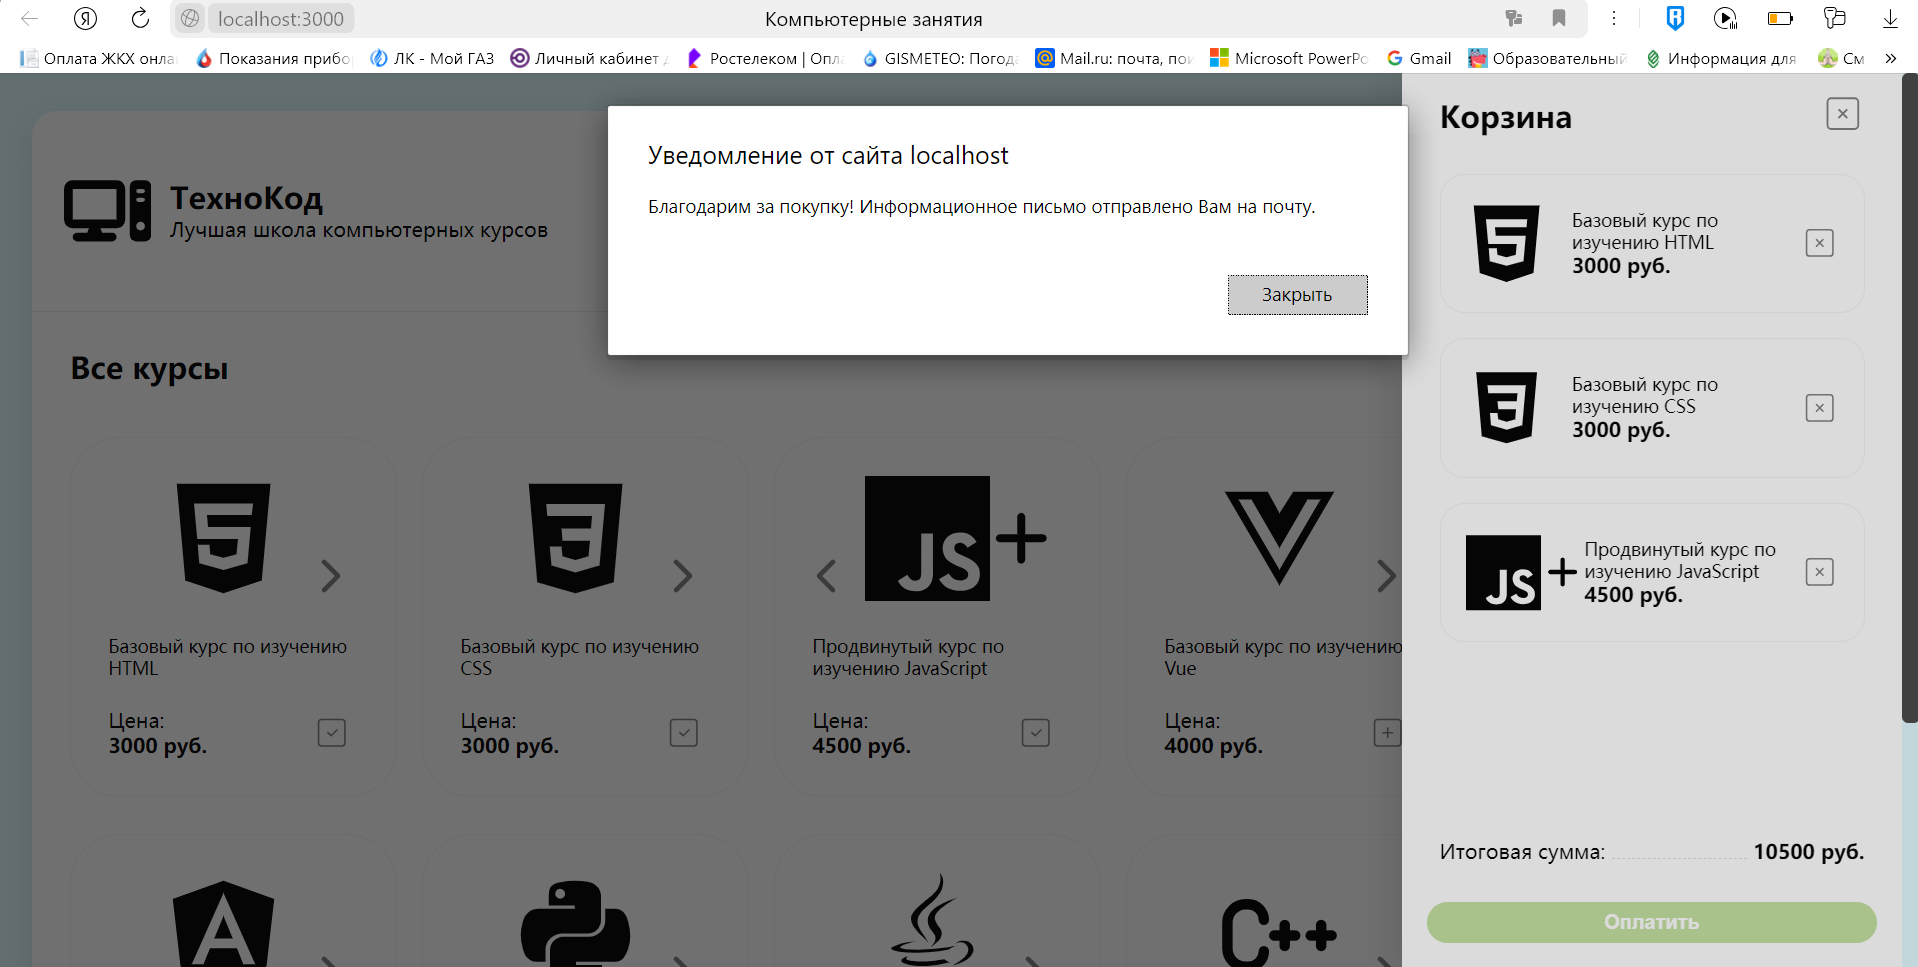 localhost:3000
Компьютерные занятия
Оплата ЖКХ онла
Показания прибо
ЛК - Мой ГАЗ
Личный кабинет
Ростелеком | Опл
GISMETEO: Погода
Mail.ru: почта, пои
Microsoft PowerPo
Gmail
Образовательны
Информация для
См
ТехноКод
Лучшая школа компьютерных курсов
Уведомление от сайта localhost
Благодарим за покупку! Информационное письмо отправлено Вам на почту.
Закрыть
Все курсы
JS+
Базовый курс по изучению
HTML
Цена:
3000 руб.
Базовый курс по изучению
CSS
Цена:
3000 руб.
Продвинутый курс по
изучению JavaScript
Цена:
4500 руб.
Базовый курс по изучению
Vue
Цена:
4000 руб.
C++
Корзина
Базовый курс по
изучению HTML
3000 руб.
Базовый курс по
изучению CSS
3000 руб.
JS+
Продвинутый курс по
изучению JavaScript
4500 руб.
Итоговая сумма: 10500 руб.
Оплатить